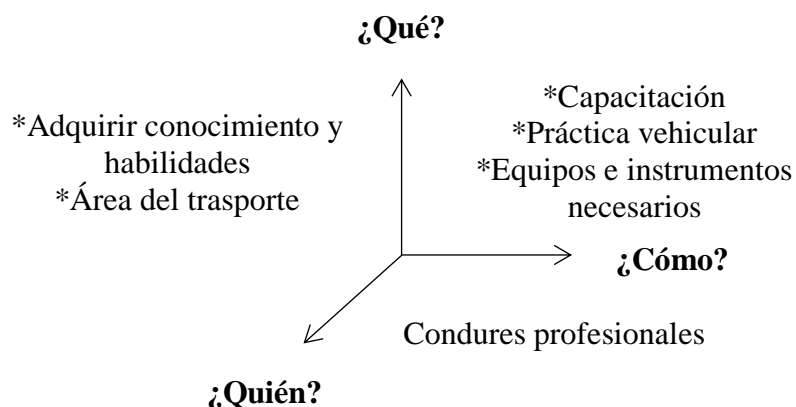 ¿Qué?
*Adquirir conocimiento y
habilidades
*Área del trasporte
*Capacitación
*Práctica vehicular
*Equipos e instrumentos
necesarios
¿Cómo?
Condures profesionales
¿Quién?